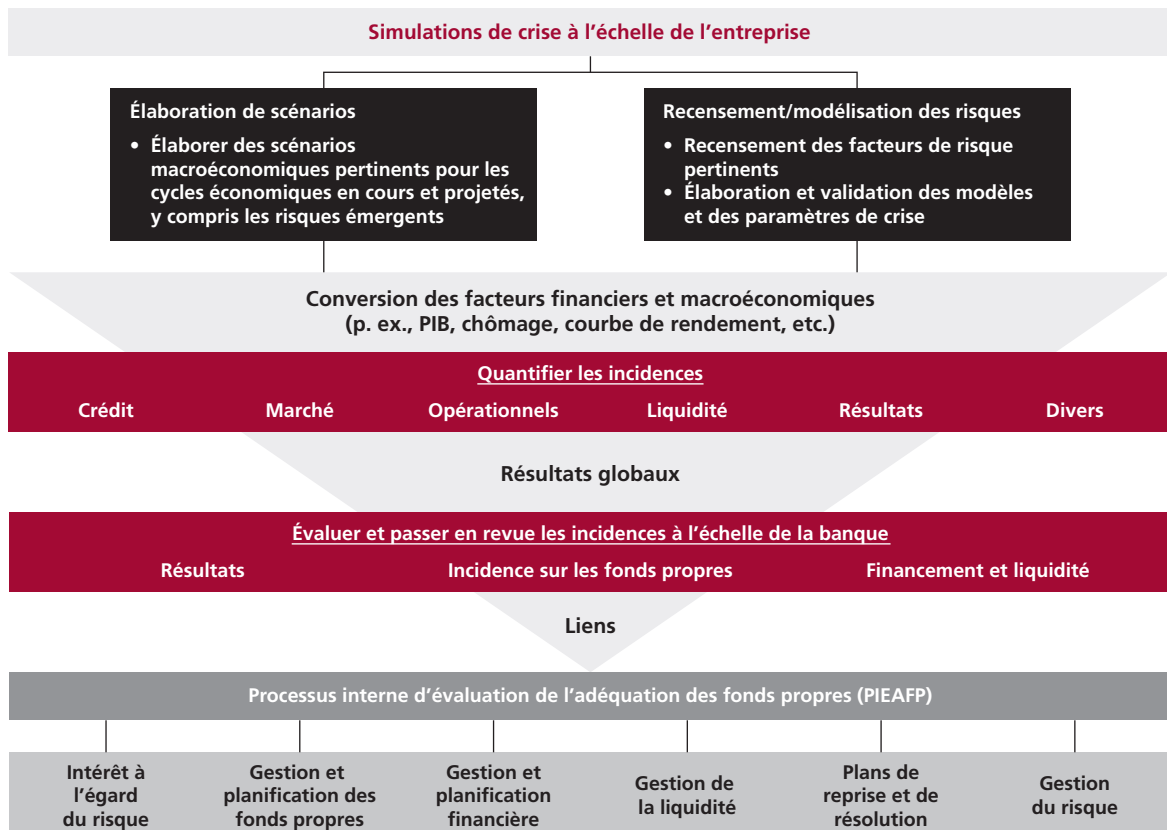 Simulations de crise à l'échelle de l'entreprise
Élaboration de scénarios
• Élaborer des scénarios
macroéconomiques pertinents pour les
cycles économiques en cours et projetés,
y compris les risques émergents
Recensement/modélisation des risques
• Recensement des facteurs de risque
pertinents
• Élaboration et validation des modèles
et des paramètres de crise
Conversion des facteurs financiers et macroéconomiques
(p. ex., PIB, chômage, courbe de rendement, etc.)
Quantifier les incidences
Crédit Marché Opérationnels Liquidité Résultats Divers
Résultats globaux
Évaluer et passer en revue les incidences à l'échelle de la banque
Résultats Incidence sur les fonds propres Financement et liquidité
Liens
Processus interne d'évaluation de l'adéquation des fonds propres (PIEAFP)
Intérêt à
l'égard
du risque
Gestion et
planification des
fonds propres
Gestion et
planification
financière
Gestion de
la liquidité
Plans de
reprise et de
résolution
Gestion
du risque